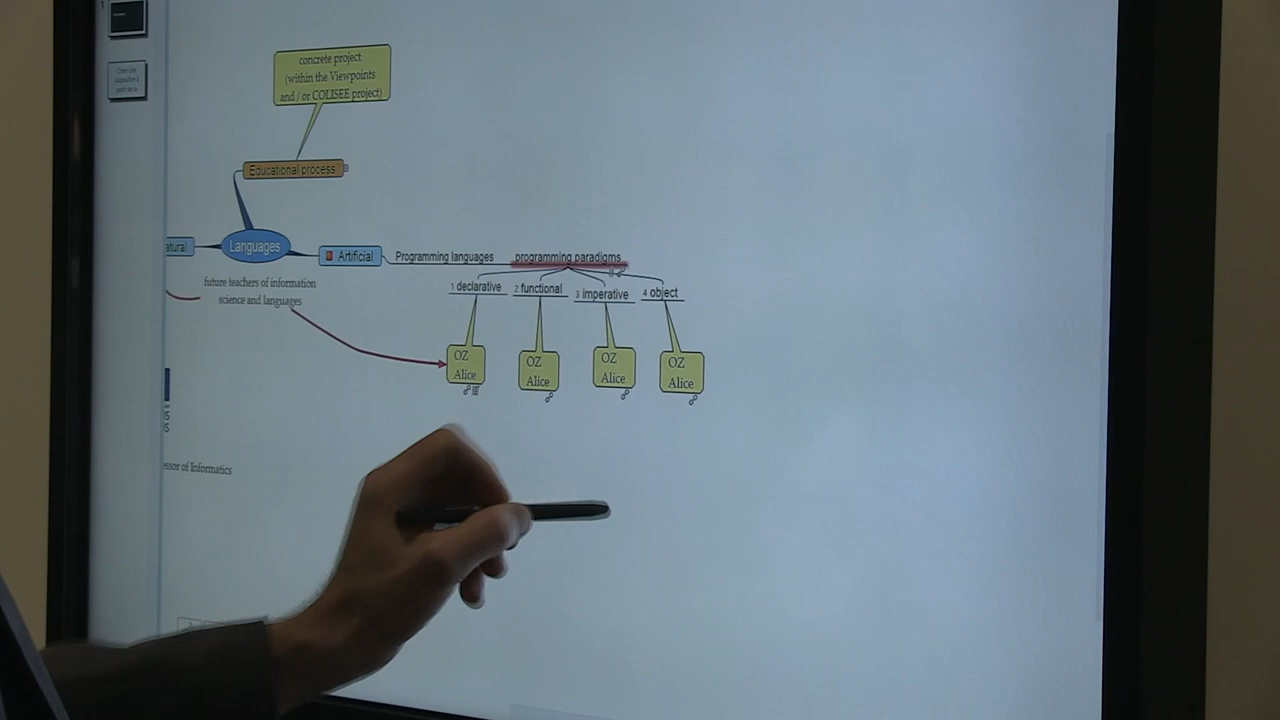 concrete project
(within the Viewpoints
and / or COLISEE project)
Educational process
atural
Languages
Artificial
Programming languages
programming paradigms
future teachers of information
science and languages
1 declarative
2 functional
3 imperative
4 object
OZ
Alice
OZ
Alice
OZ
Alice
OZ
Alice
essor of Informatics